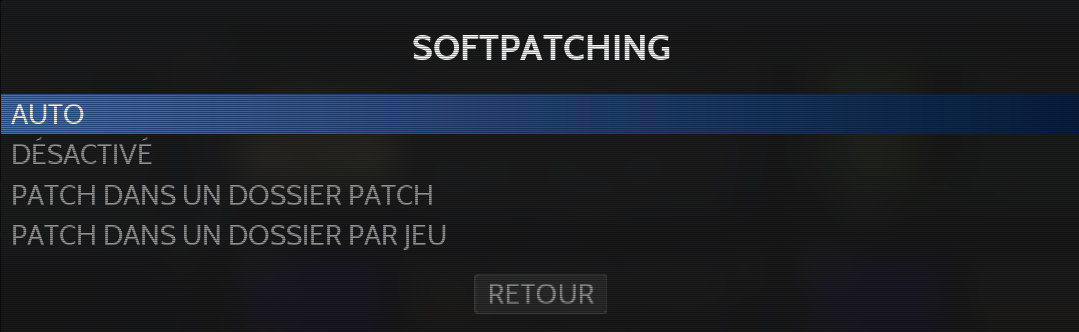 SOFTPATCHING
AUTO
DÉSACTIVÉ
PATCH DANS UN DOSSIER PATCH
PATCH DANS UN DOSSIER PAR JEU
RETOUR